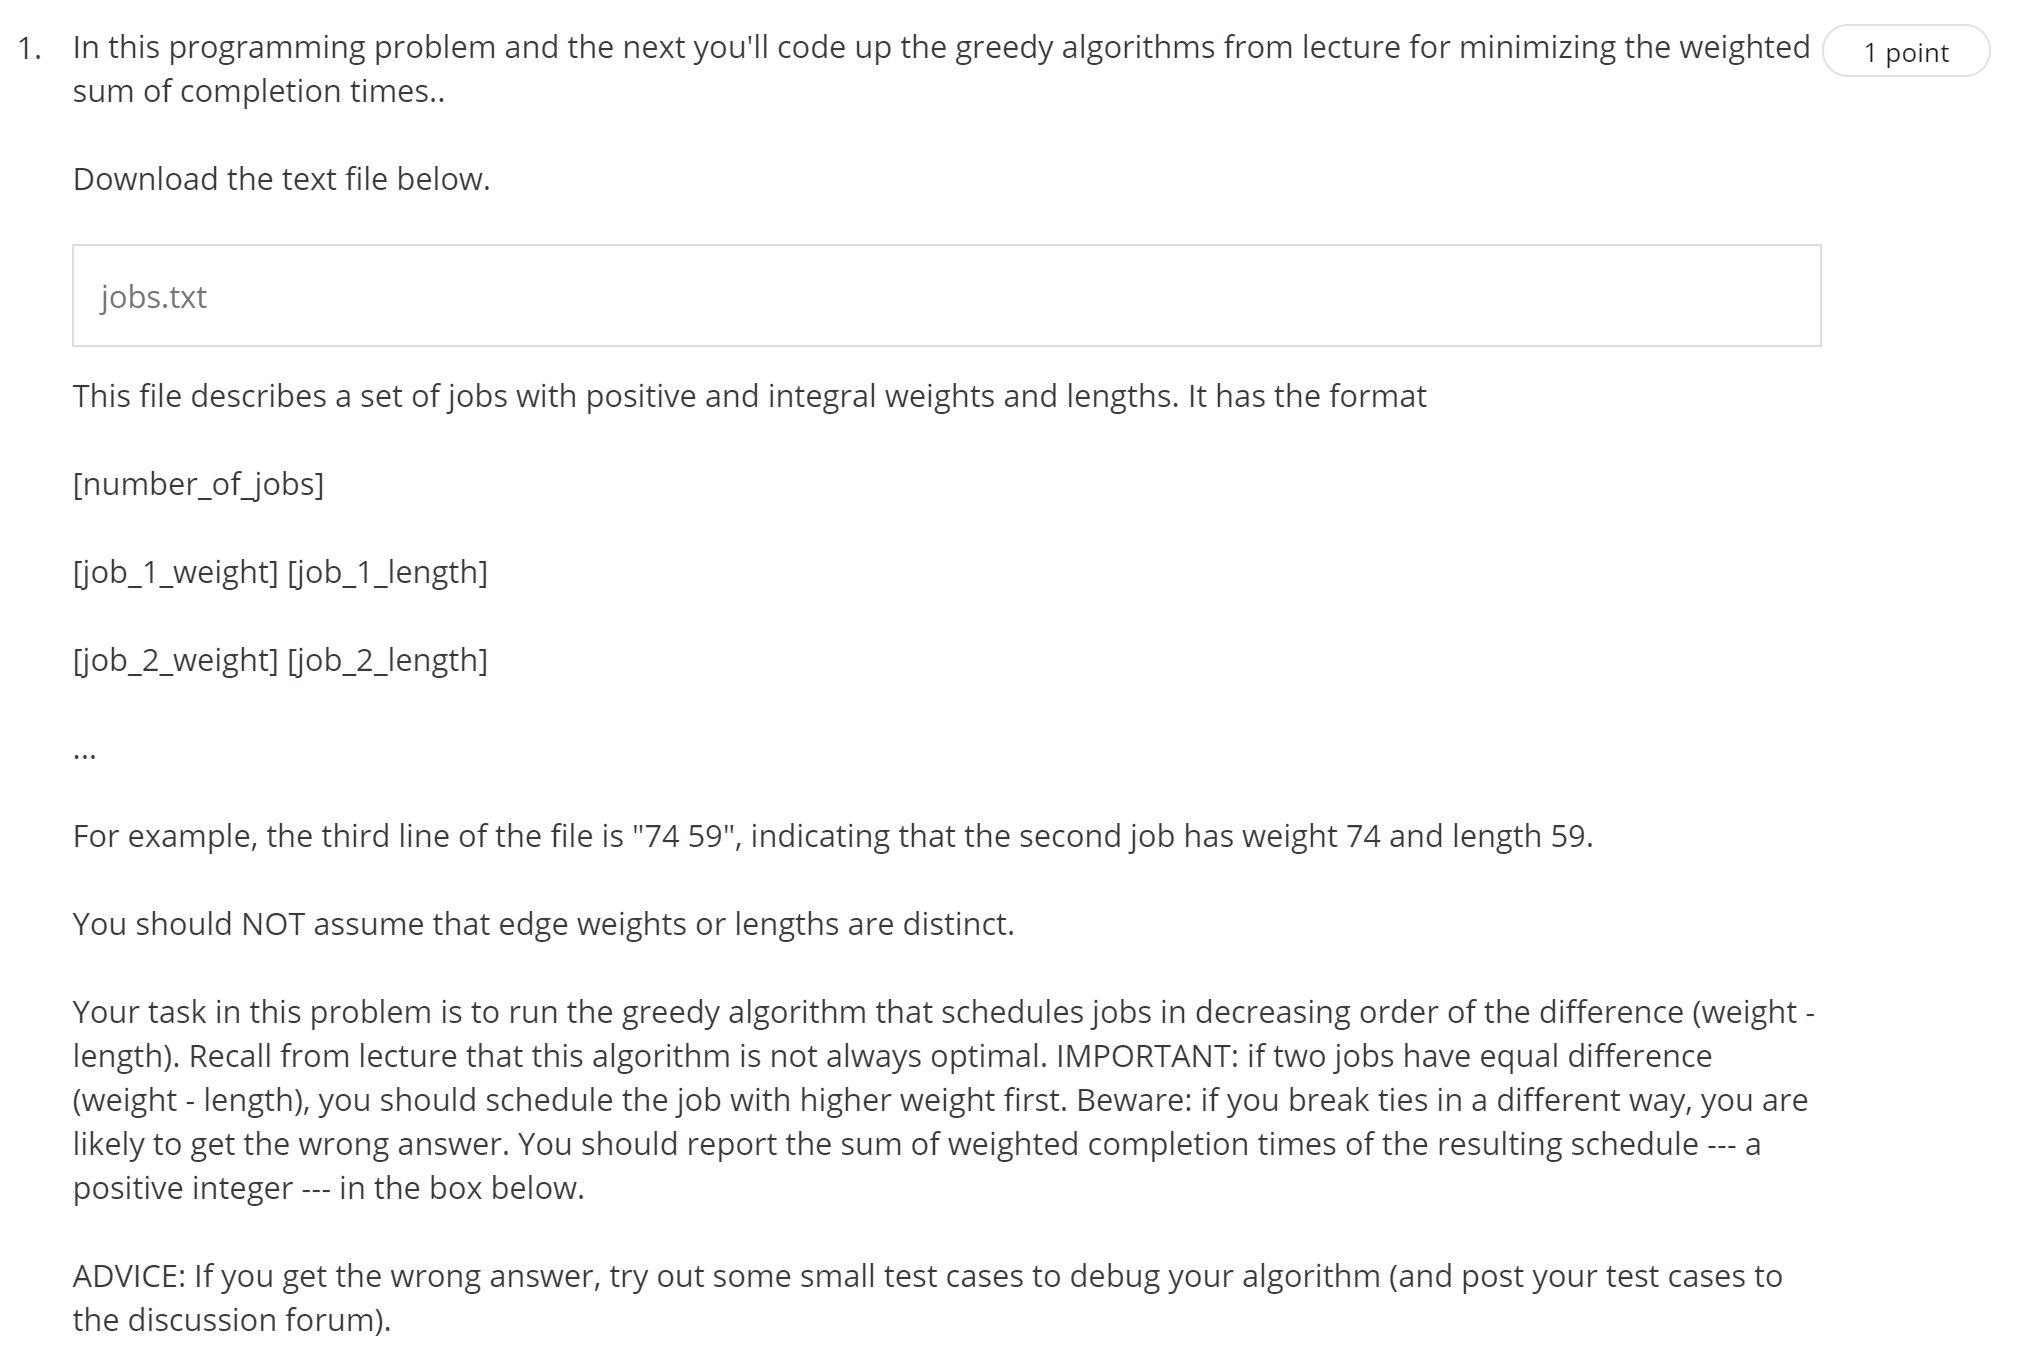 1. In this programming problem and the next you'll code up the greedy algorithms from lecture for minimizing the weighted
1 point
sum of completion times..
Download the text file below.
jobs.txt
This file describes a set of jobs with positive and integral weights and lengths. It has the format
[number_of_jobs]
[job_1_weight] [job_1_length]
[job_2_weight] [job_2_length]
...
For example, the third line of the file is "74 59", indicating that the second job has weight 74 and length 59.
You should NOT assume that edge weights or lengths are distinct.
Your task in this problem is to run the greedy algorithm that schedules jobs in decreasing order of the difference (weight -
length). Recall from lecture that this algorithm is not always optimal. IMPORTANT: if two jobs have equal difference
(weight - length), you should schedule the job with higher weight first. Beware: if you break ties in a different way, you are
likely to get the wrong answer. You should report the sum of weighted completion times of the resulting schedule --- a
positive integer --- in the box below.
ADVICE: If you get the wrong answer, try out some small test cases to debug your algorithm (and post your test cases to
the discussion forum).